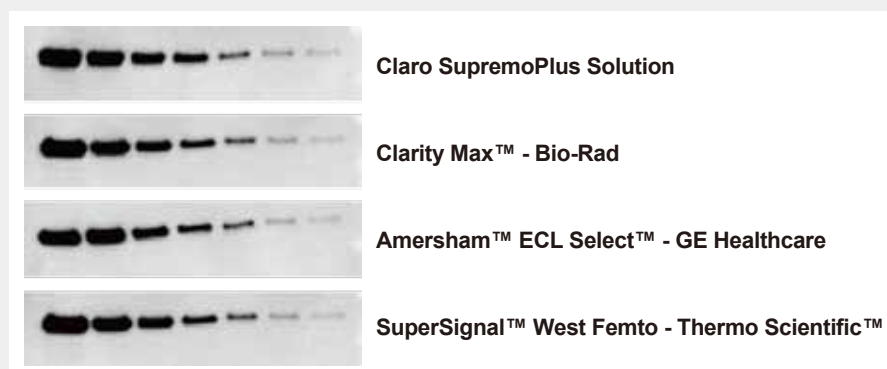 Claro SupremoPlus Solution
Clarity Max™ - Bio-Rad
Amersham™ ECL Select™ - GE Healthcare
SuperSignal™ West Femto - Thermo Scientific™